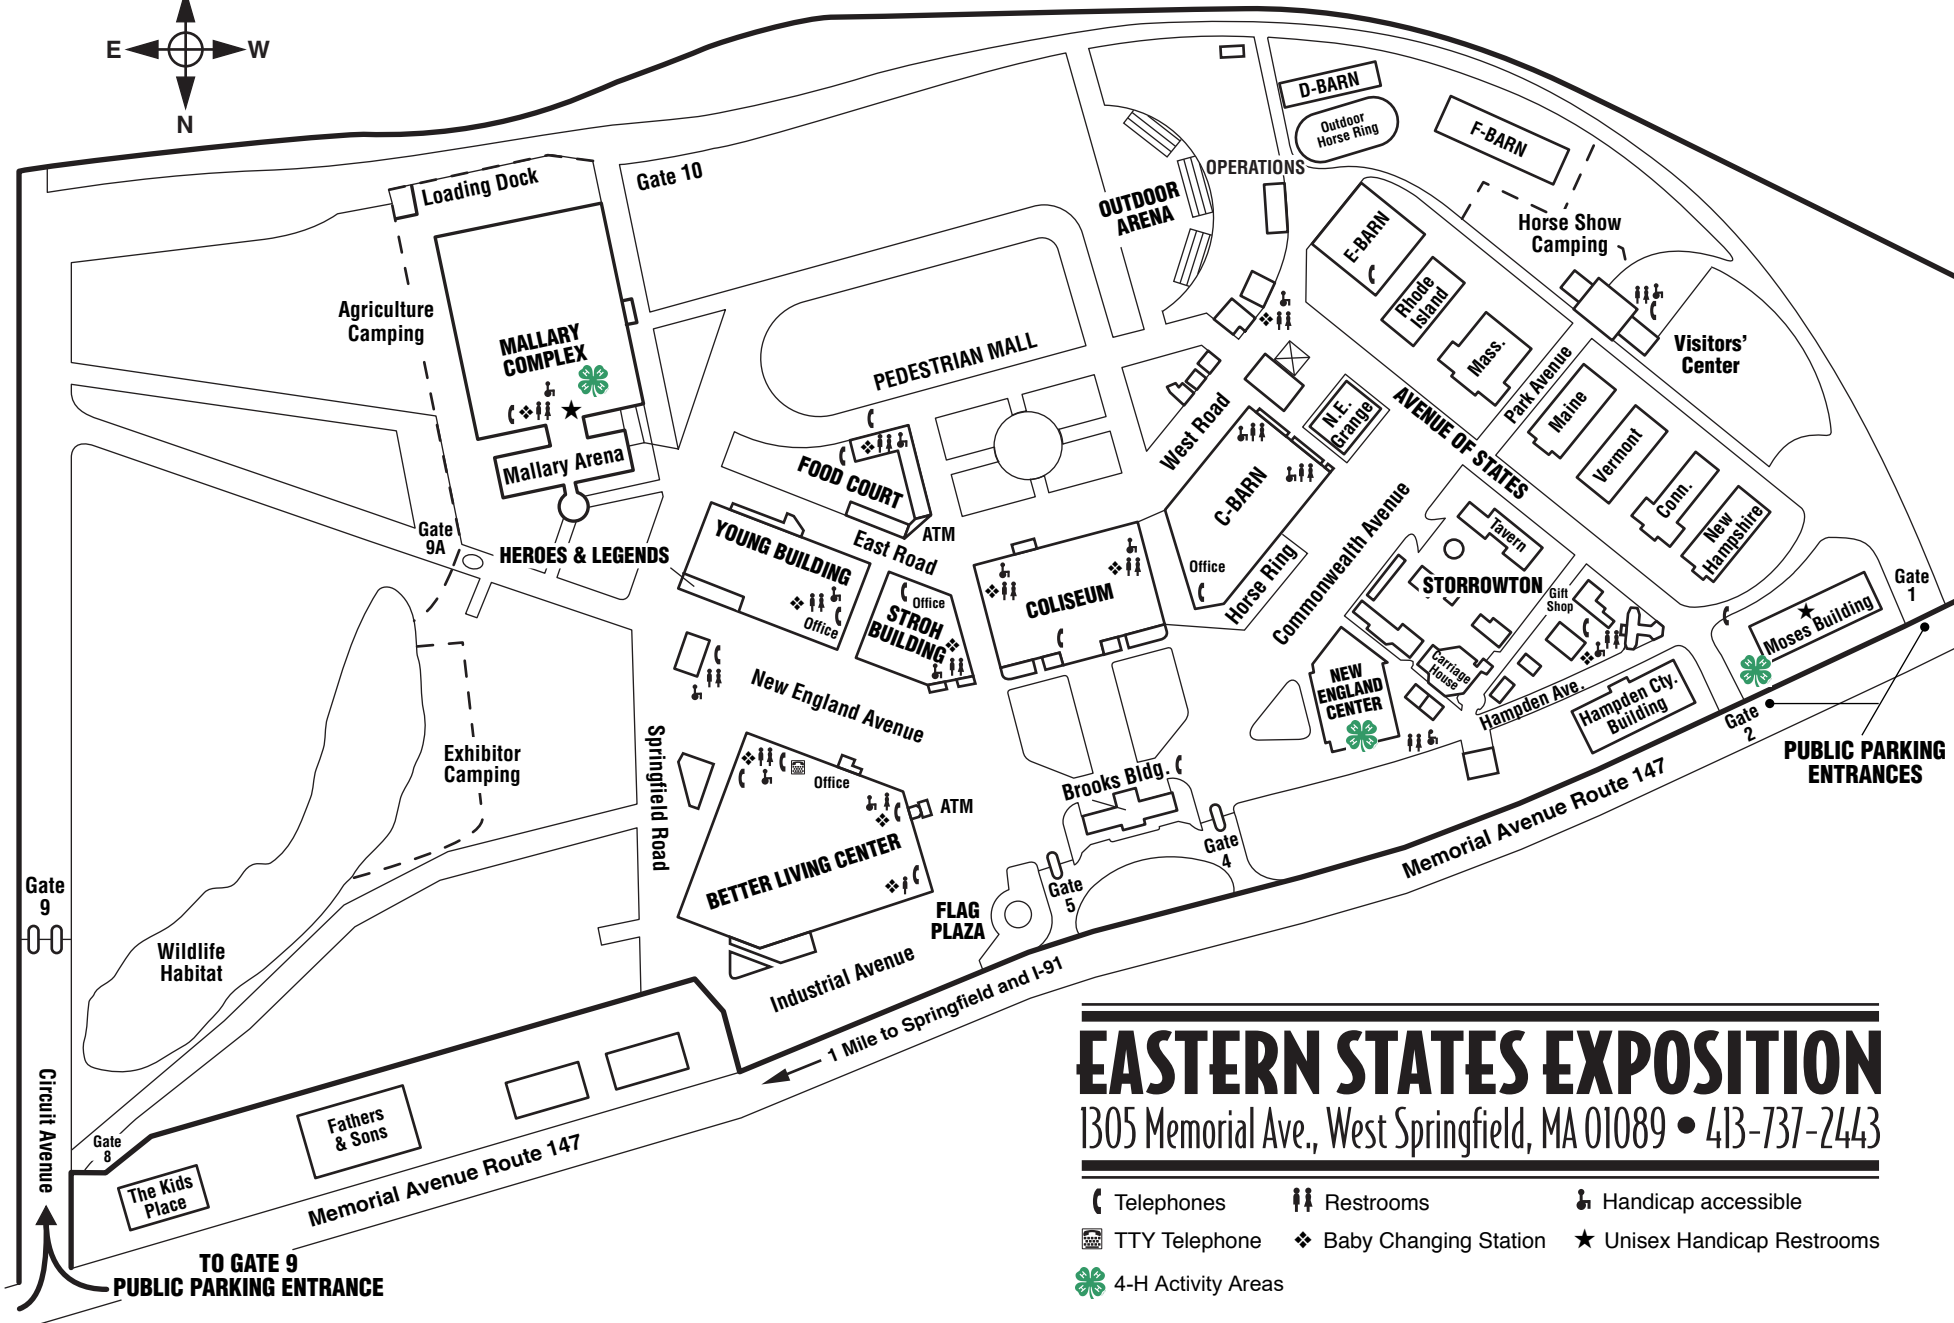 E
W
N
Loading Dock
Gate 10
Agriculture
Camping
MALLARY
COMPLEX
Mallary Arena
Gate
9A
HEROES & LEGENDS
YOUNG BUILDING
Office
FOOD COURT
ATM
East Road
PEDESTRIAN MALL
OUTDOOR
ARENA
OPERATIONS
D-BARN
Outdoor
Horse Ring
F-BARN
Horse Show
Camping
E-BARN
Rhode
Island
Mass.
Park Avenue
Visitors'
Center
Maine
Vermont
Conn.
New
Hampshire
AVENUE OF STATES
N.E.
Grange
West Road
C-BARN
Office
Horse Ring
Commonwealth Avenue
Tavern
STORROWTON
Gift
Shop
Carriage
House
Hampden Ave.
Hampden Cty.
Building
Moses Building
Gate
1
Gate
2
PUBLIC PARKING
ENTRANCES
NEW
ENGLAND
CENTER
COLISEUM
Office
STROH
BUILDING
New England Avenue
Springfield Road
Exhibitor
Camping
Office
ATM
BETTER LIVING CENTER
Brooks Bldg.
Gate
4
Gate
5
FLAG
PLAZA
Industrial Avenue
1 Mile to Springfield and I-91
Memorial Avenue Route 147
Gate
9
Wildlife
Habitat
Circuit Avenue
Gate
8
The Kids
Place
Fathers
& Sons
Memorial Avenue Route 147
TO GATE 9
PUBLIC PARKING ENTRANCE
EASTERN STATES EXPOSITION
1305 Memorial Ave., West Springfield, MA 01089 • 413-737-2443
Telephones
Restrooms
Handicap accessible
TTY Telephone
Baby Changing Station
Unisex Handicap Restrooms
4-H Activity Areas